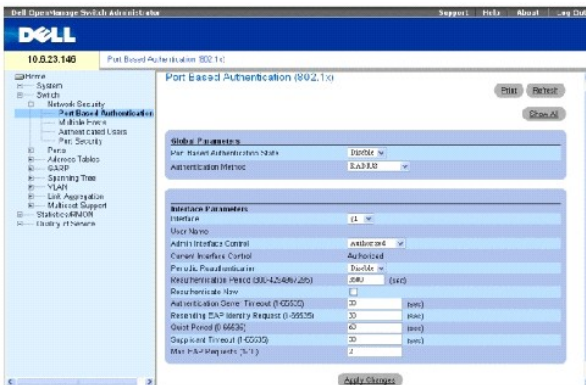 Dell OpenManage Switch Administrator
Support Help About Log Out
DELL
10.6.23.146
Port Based Authentication (802.1x)
Home
System
Switch
Network Security
Port Based Authentication
Multiple Hosts
Authenticated Users
Port Security
Ports
Address Tables
GARP
Spanning Tree
VLAN
Link Aggregation
Multicast Support
Statistics/RMON
Quality of Service
Port Based Authentication (802.1x)
Print Refresh
Show All
Global Parameters
Port Based Authentication State Disable
Authentication Method RADIUS
Interface Parameters
Interface
User Name
Admin Interface Control Authorized
Current Interface Control Authorized
Periodic Reauthentication Disable
Reauthentication Period (300-4294967295) 3600 (sec)
Reauthenticate Now
Authentication Server Timeout (1-65535) 30 (sec)
Resending EAP Identity Request (1-65535) 30 (sec)
Quiet Period (0-65535) 60 (sec)
Supplicant Timeout (1-65535) 30 (sec)
Max EAP Requests (1-10) 2
Apply Changes